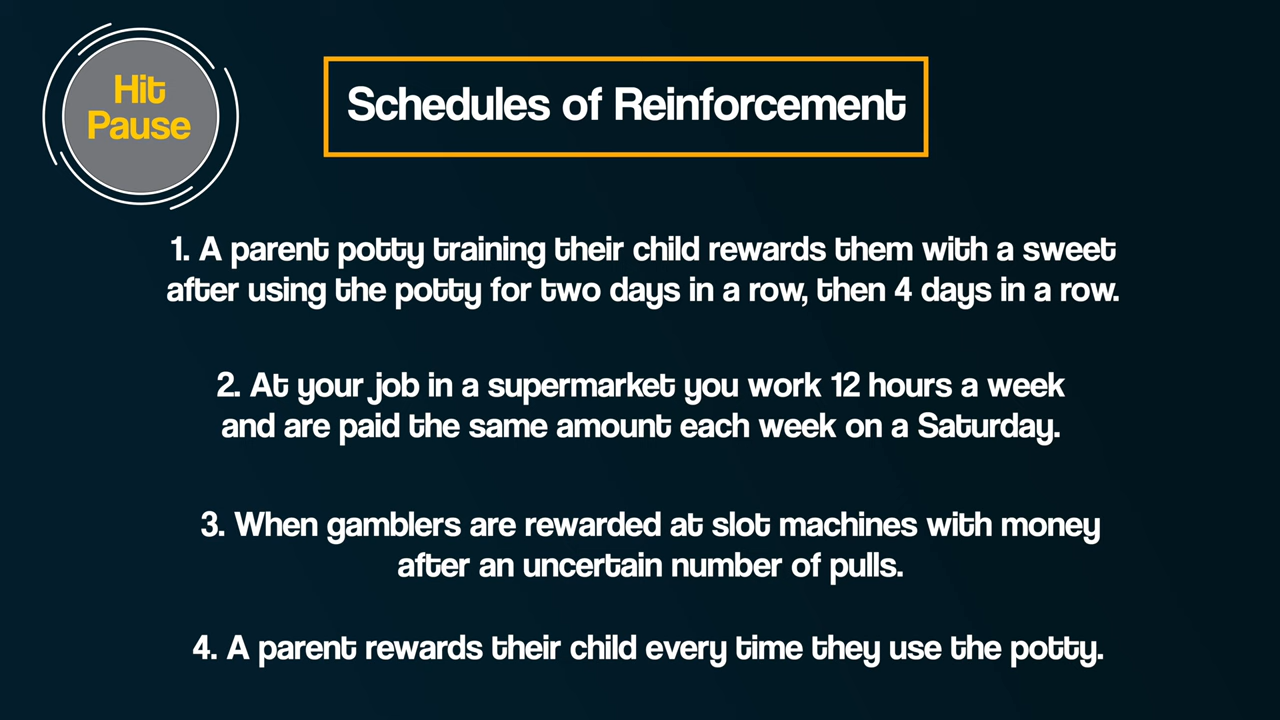 Hit
Pause
Schedules of Reinforcement
1. A parent potty training their child rewards them with a sweet
after using the potty for two days in a row, then 4 days in a row.
2. At your job in a supermarket you work 12 hours a week
and are paid the same amount each week on a Saturday.
3. When gamblers are rewarded at slot machines with money
after an uncertain number of pulls.
4. A parent rewards their child every time they use the potty.